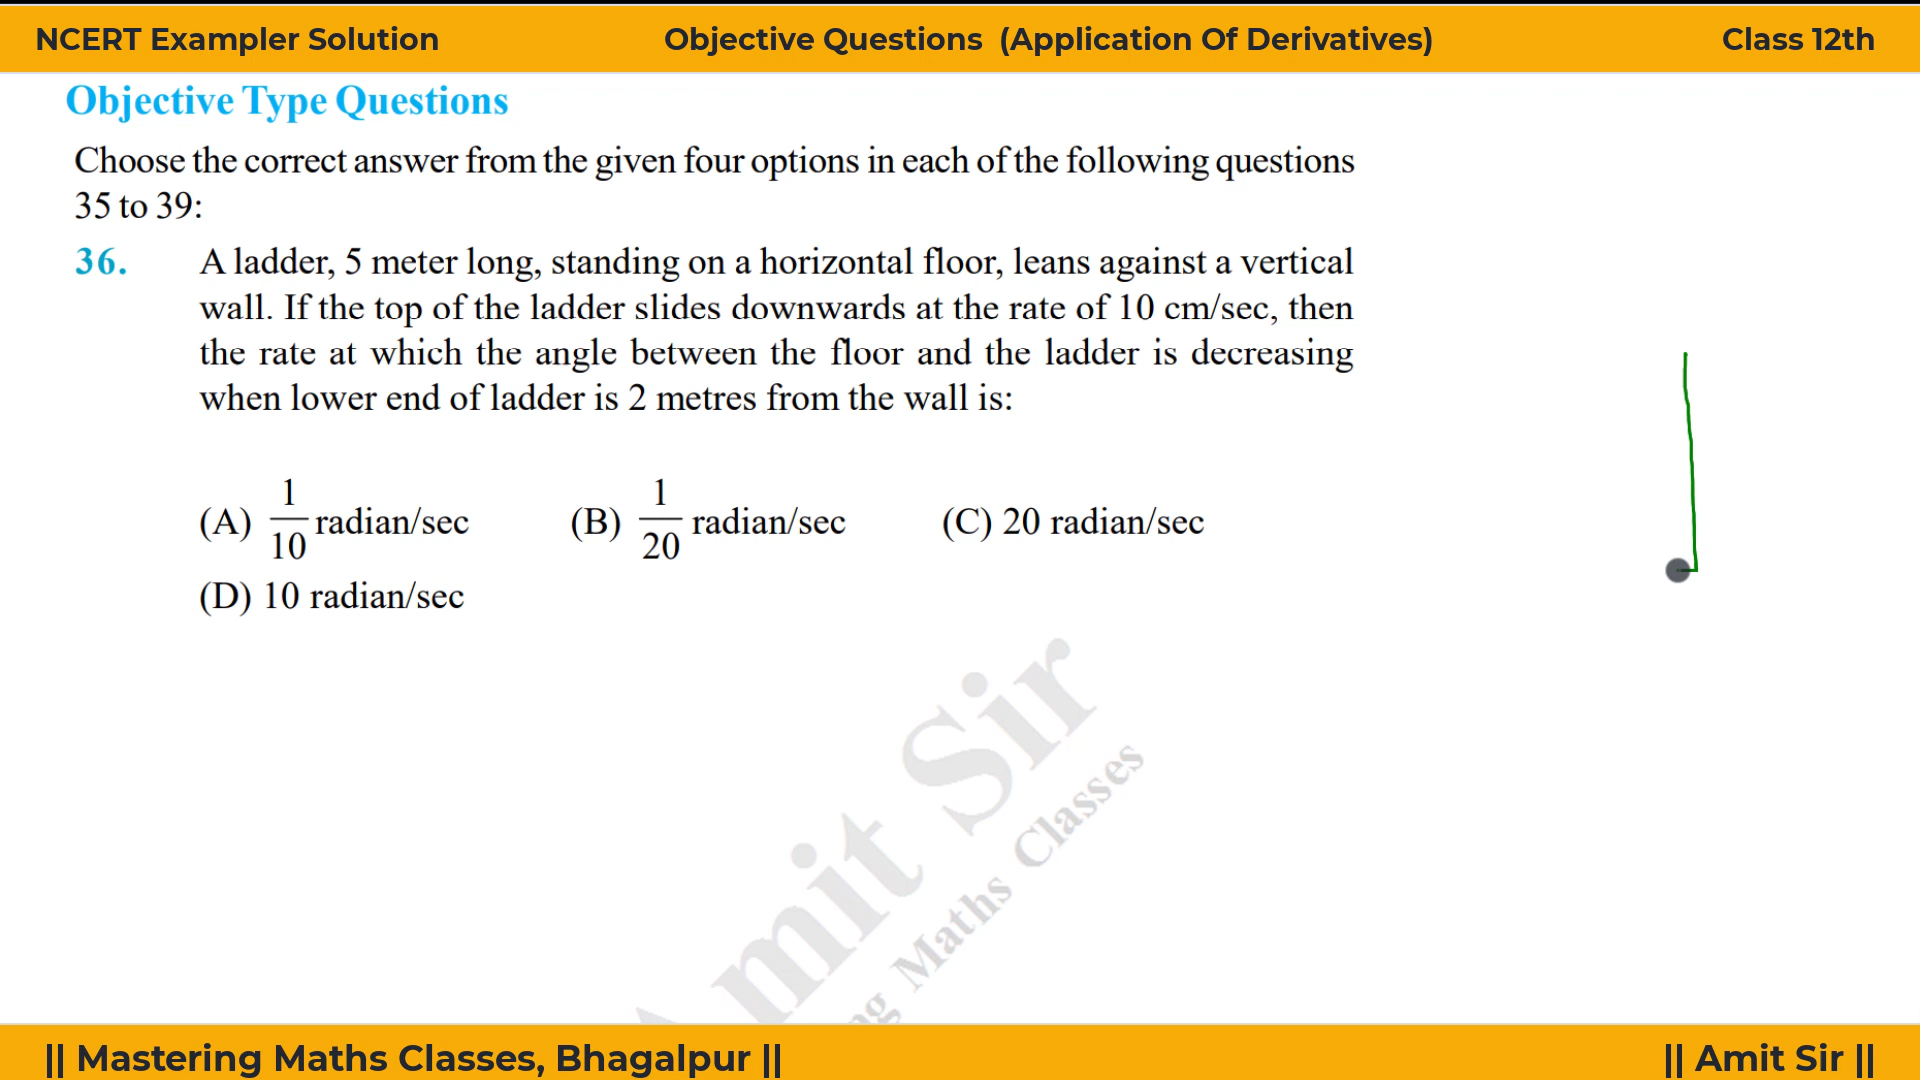 NCERT Exampler Solution Objective Questions (Application Of Derivatives) Class 12th
Objective Type Questions
Choose the correct answer from the given four options in each of the following questions
35 to 39:
36. A ladder, 5 meter long, standing on a horizontal floor, leans against a vertical
wall. If the top of the ladder slides downwards at the rate of 10 cm/sec, then
the rate at which the angle between the floor and the ladder is decreasing
when lower end of ladder is 2 metres from the wall is:
(A) 1/10 radian/sec (B) 1/20 radian/sec (C) 20 radian/sec
(D) 10 radian/sec
Amit Sir
ng Maths Classes
|| Mastering Maths Classes, Bhagalpur || || Amit Sir ||